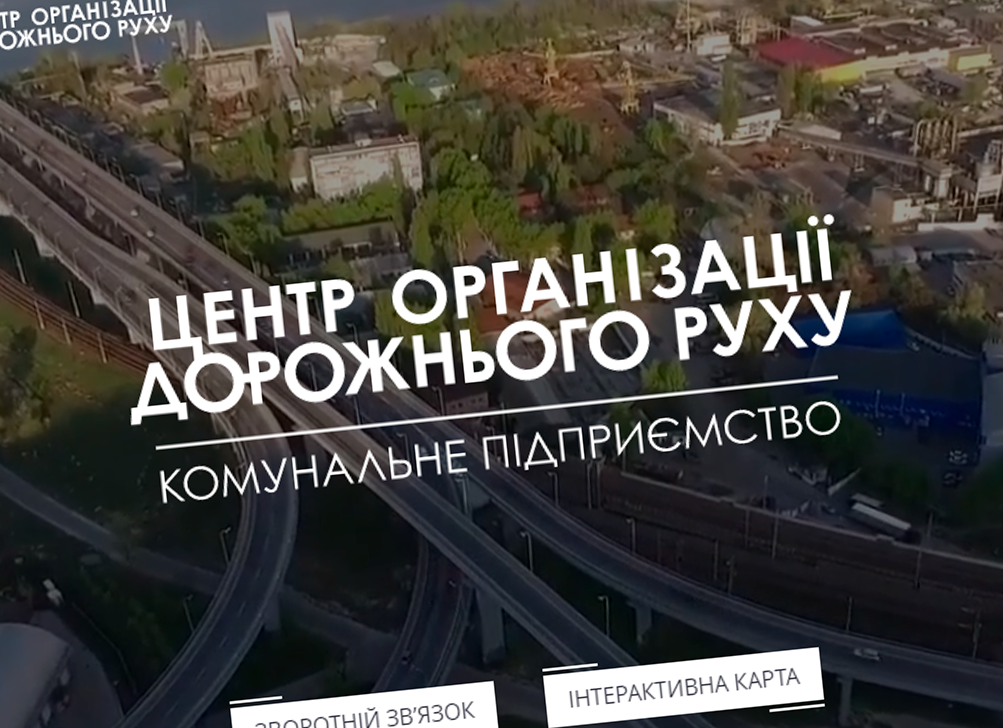 ЦЕНТР ОРГАНІЗАЦІЇ
ДОРОЖНЬОГО РУХУ
КОМУНАЛЬНЕ ПІДПРИЄМСТВО
ЗВОРОТНІЙ ЗВ'ЯЗОК
ІНТЕРАКТИВНА КАРТА